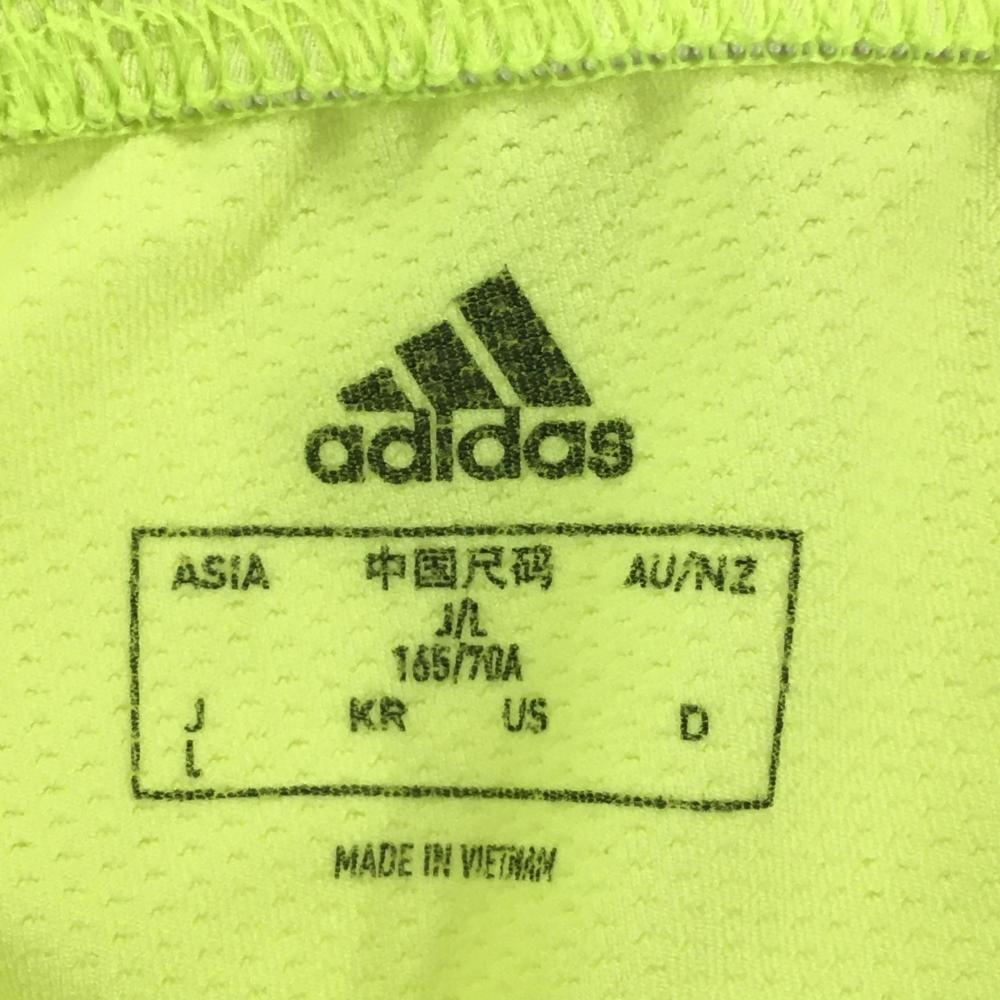 adidas
ASIA 中国尺码 AU/NZ
J/L
165/70A
J KR US D
L
MADE IN VIETNAM